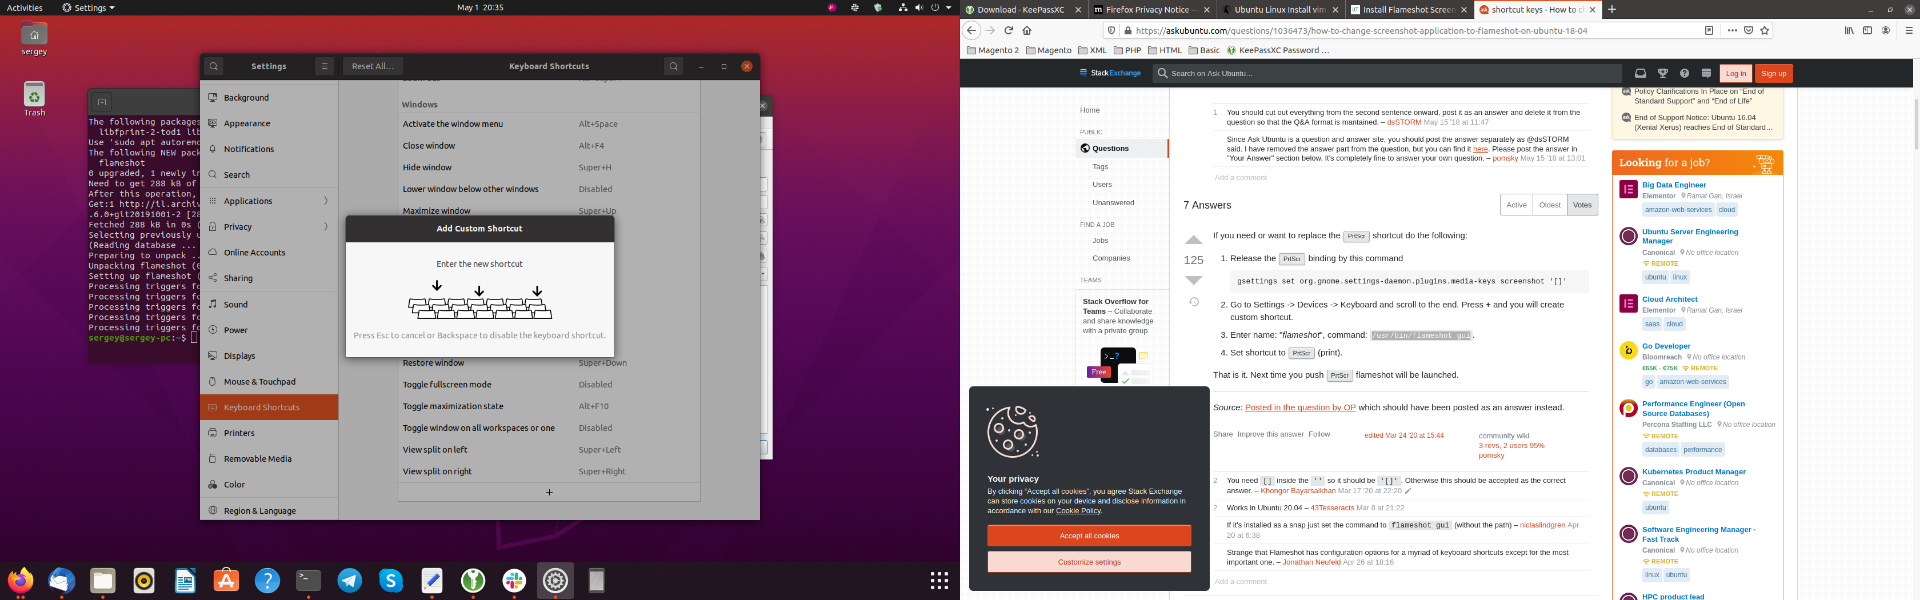 Activities
Settings
May 1 20:35
sergey
Trash
The following packages
libfprint-2-tod1 lib
Use 'sudo apt autoremo
The following NEW pack
flameshot
0 upgraded, 1 newly in
Need to get 288 kB of
After this operation,
Get:1 http://il.archiv
.6.0+git20191001-2 [28
Fetched 288 kB in 0s (
Selecting previously u
(Reading database ...
Preparing to unpack ..
Unpacking flameshot (0
Setting up flameshot (
Processing triggers fo
Processing triggers fo
Processing triggers fo
Processing triggers fo
sergey@sergey-pc:~$
Settings
Reset All...
Keyboard Shortcuts
Background
Appearance
Notifications
Search
Applications
Privacy
Online Accounts
Sharing
Sound
Power
Displays
Mouse & Touchpad
Keyboard Shortcuts
Printers
Removable Media
Color
Region & Language
Windows
Activate the window menu Alt+Space
Close window Alt+F4
Hide window Super+H
Lower window below other windows Disabled
Maximize window Super+Up
Add Custom Shortcut
Enter the new shortcut
Press Esc to cancel or Backspace to disable the keyboard shortcut.
Restore window Super+Down
Toggle fullscreen mode Disabled
Toggle maximization state Alt+F10
Toggle window on all workspaces or one Disabled
View split on left Super+Left
View split on right Super+Right
+
Download - KeePassXC
Firefox Privacy Notice —
Ubuntu Linux Install vim
Install Flameshot Screen
shortcut keys - How to ch
https://askubuntu.com/questions/1036473/how-to-change-screenshot-application-to-flameshot-on-ubuntu-18-04
Magento 2 Magento XML PHP HTML Basic KeePassXC Password ...
StackExchange
Search on Ask Ubuntu...
Log in
Sign up
Home
PUBLIC
Questions
Tags
Users
Unanswered
FIND A JOB
Jobs
Companies
TEAMS
Stack Overflow for
Teams – Collaborate
and share knowledge
with a private group.
Free
1 You should cut out everything from the second sentence onward, post it as an answer and delete it from the
question so that the Q&A format is mantained. – dsSTORM May 15 '18 at 11:47
Since Ask Ubuntu is a question and answer site, you should post the answer separately as @dsSTORM
said. I have removed the answer part from the question, but you can find it here. Please post the answer in
"Your Answer" section below. It's completely fine to answer your own question. – pomsky May 15 '18 at 13:01
Add a comment
7 Answers
Active Oldest Votes
125
If you need or want to replace the PrtScr shortcut do the following:
1. Release the PrtScr binding by this command
gsettings set org.gnome.settings-daemon.plugins.media-keys screenshot '[]'
2. Go to Settings -> Devices -> Keyboard and scroll to the end. Press + and you will create
custom shortcut.
3. Enter name: "flameshot", command: /usr/bin/flameshot gui.
4. Set shortcut to PrtScr (print).
That is it. Next time you push PrtScr flameshot will be launched.
Source: Posted in the question by OP which should have been posted as an answer instead.
Share Improve this answer Follow
edited Mar 24 '20 at 15:44
community wiki
3 revs, 2 users 95%
pomsky
2 You need [] inside the '' so it should be '[]'. Otherwise this should be accepted as the correct
answer. – Khongor Bayarsaikhan Mar 17 '20 at 22:20
2 Works in Ubuntu 20.04 – 43Tesseracts Mar 8 at 21:22
If it's installed as a snap just set the command to flameshot gui (without the path) – niclaslindgren Apr
20 at 6:38
Strange that Flameshot has configuration options for a myriad of keyboard shortcuts except for the most
important one. – Jonathan Neufeld Apr 26 at 18:16
Add a comment
Your privacy
By clicking "Accept all cookies", you agree Stack Exchange
can store cookies on your device and disclose information in
accordance with our Cookie Policy.
Accept all cookies
Customize settings
Policy Clarifications In Place on "End of
Standard Support" and "End of Life"
End of Support Notice: Ubuntu 16.04
(Xenial Xerus) reaches End of Standard...
Looking for a job?
Big Data Engineer
Elementor Ramat Gan, Israel
amazon-web-services cloud
Ubuntu Server Engineering
Manager
Canonical No office location
REMOTE
ubuntu linux
Cloud Architect
Elementor Ramat Gan, Israel
saas cloud
Go Developer
Bloomreach No office location
€65K - €75K REMOTE
go amazon-web-services
Performance Engineer (Open
Source Databases)
Percona Staffing LLC No office location
REMOTE
databases performance
Kubernetes Product Manager
Canonical No office location
REMOTE
ubuntu
Software Engineering Manager -
Fast Track
Canonical No office location
REMOTE
linux ubuntu
HPC product lead